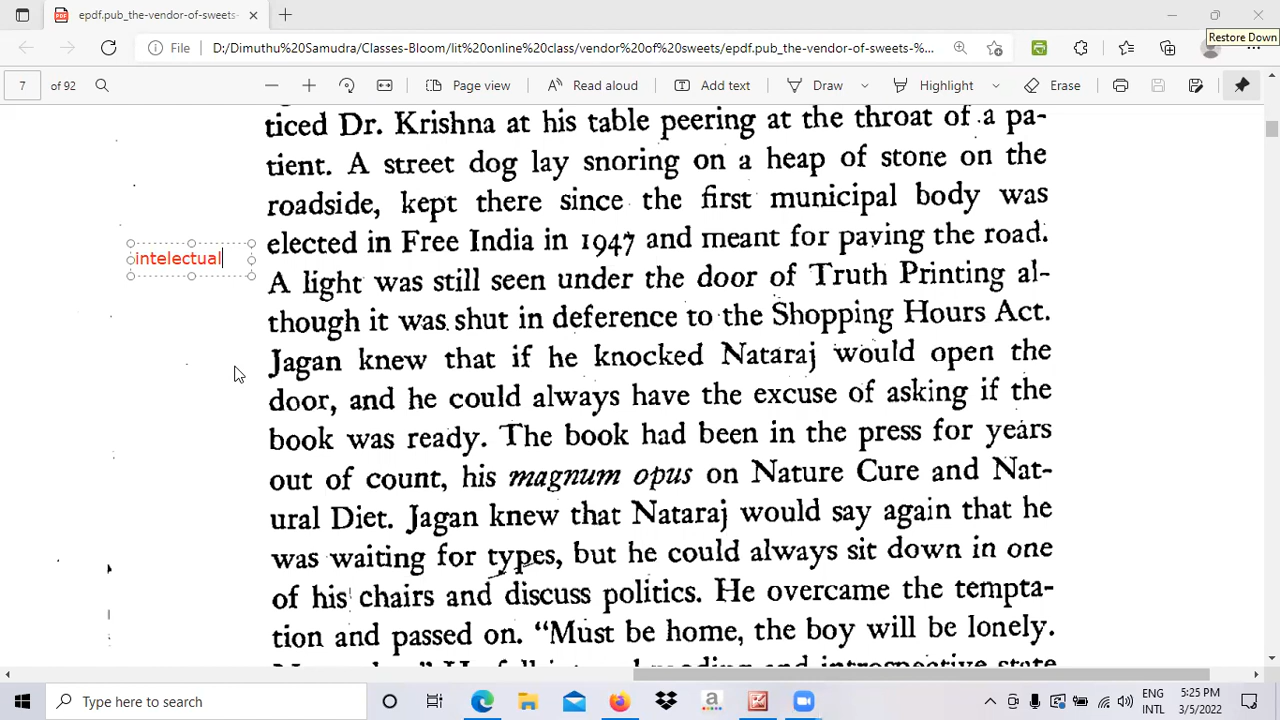 epdf.pub_the-vendor-of-sweets-
File
D:/Dimuthu%20Samudra/Classes-Bloom/lit%20online%20class/vendor%20of%20sweets/epdf.pub_the-vendor-of-sweets-%...
Restore Down
7 of 92
Page view
Read aloud
Add text
Draw
Highlight
Erase
ticed Dr. Krishna at his table peering at the throat of a pa-
tient. A street dog lay snoring on a heap of stone on the
roadside, kept there since the first municipal body was
elected in Free India in 1947 and meant for paving the road.
intelectual
A light was still seen under the door of Truth Printing al-
though it was shut in deference to the Shopping Hours Act.
Jagan knew that if he knocked Nataraj would open the
door, and he could always have the excuse of asking if the
book was ready. The book had been in the press for years
out of count, his magnum opus on Nature Cure and Nat-
ural Diet. Jagan knew that Nataraj would say again that he
was waiting for types, but he could always sit down in one
of his chairs and discuss politics. He overcame the tempta-
tion and passed on. “Must be home, the boy will be lonely.
and introspective state
Type here to search
ENG
INTL
5:25 PM
3/5/2022